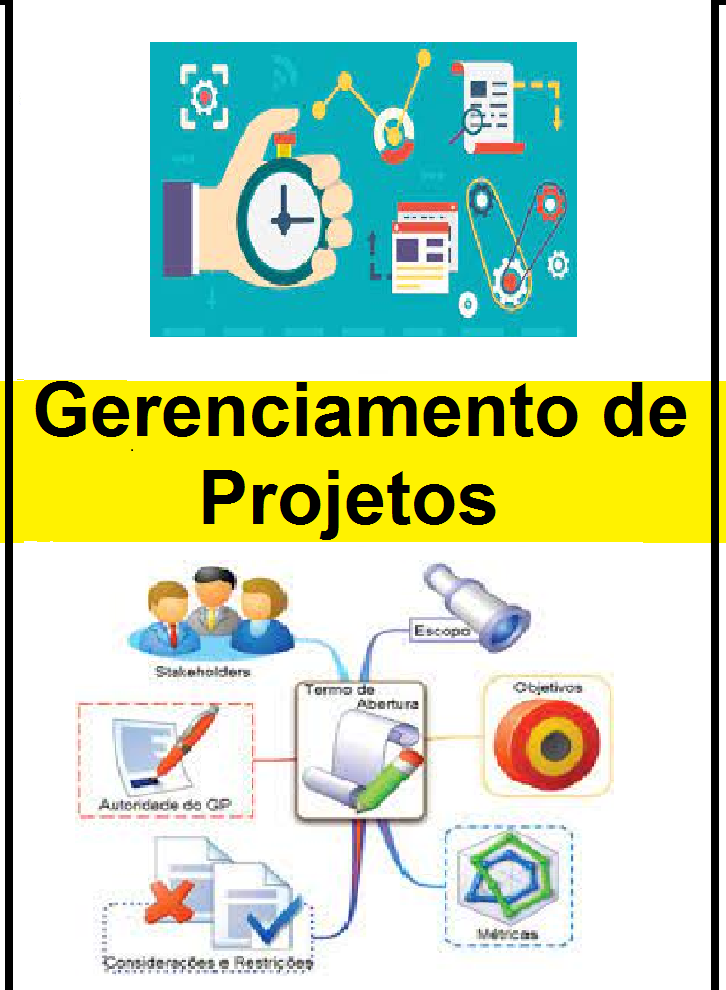 Gerenciamento de
Projetos
Escopo
Stakeholders
Termo de
Abertura
Objetivos
Autoridade do GP
Métricas
Considerações e Restrições